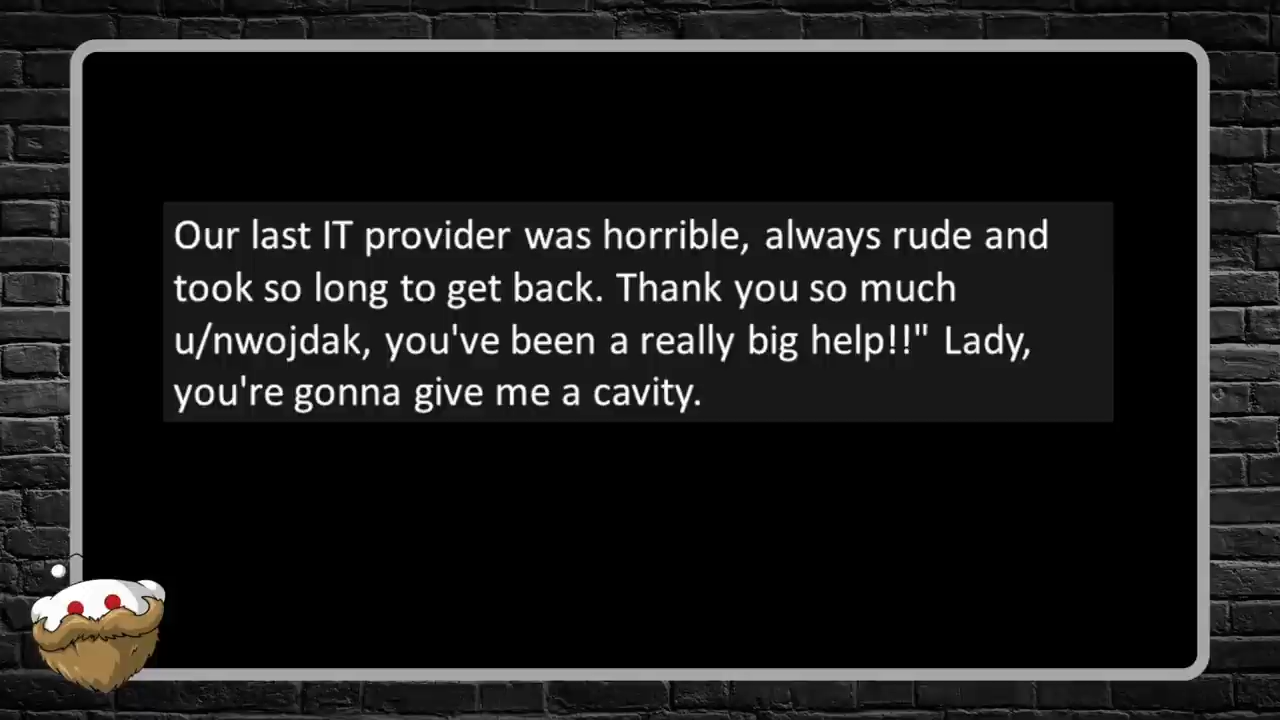 Our last IT provider was horrible, always rude and
took so long to get back. Thank you so much
u/nwojdak, you've been a really big help!!" Lady,
you're gonna give me a cavity.